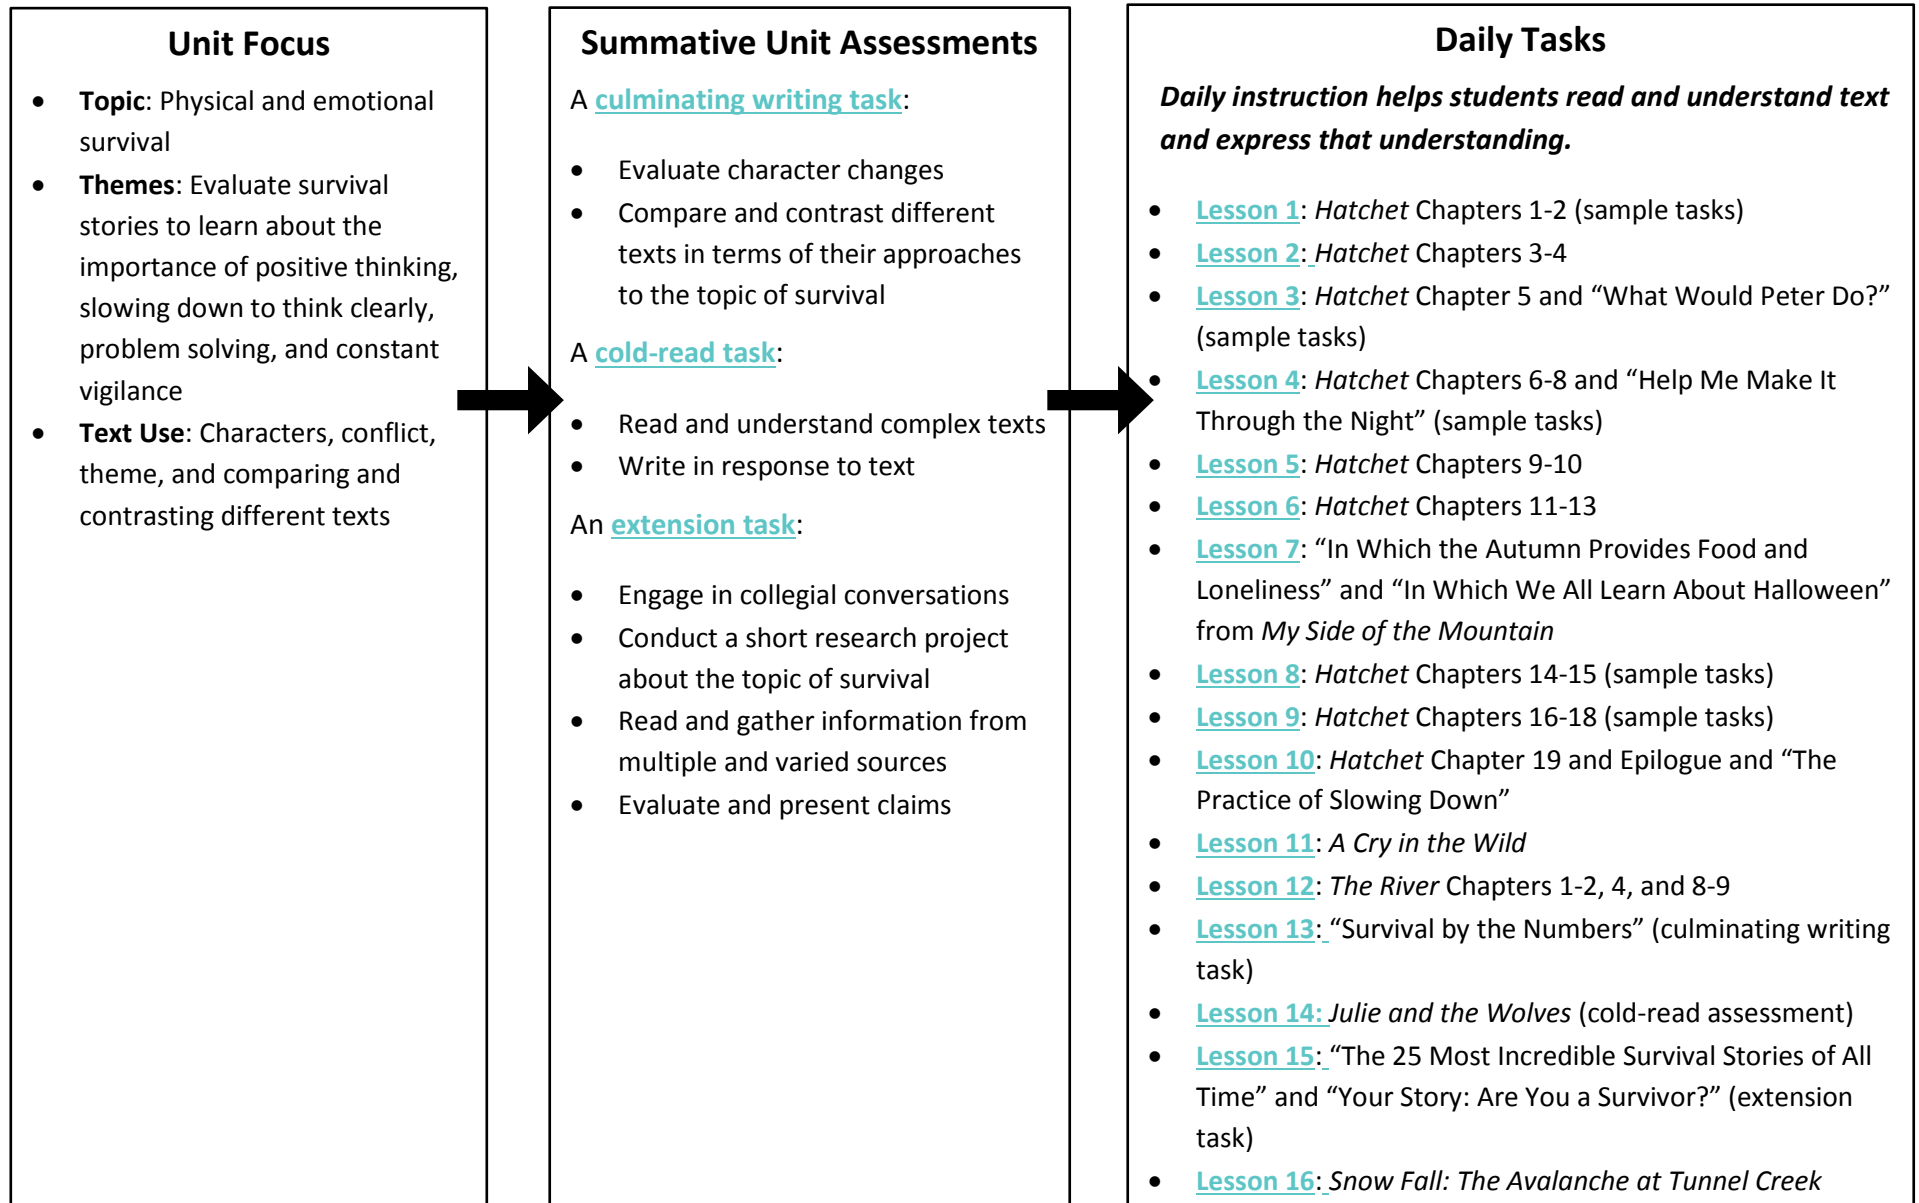 Unit Focus
• Topic: Physical and emotional
survival
• Themes: Evaluate survival
stories to learn about the
importance of positive thinking,
slowing down to think clearly,
problem solving, and constant
vigilance
• Text Use: Characters, conflict,
theme, and comparing and
contrasting different texts
Summative Unit Assessments
A culminating writing task:
• Evaluate character changes
• Compare and contrast different
texts in terms of their approaches
to the topic of survival
A cold-read task:
• Read and understand complex texts
• Write in response to text
An extension task:
• Engage in collegial conversations
• Conduct a short research project
about the topic of survival
• Read and gather information from
multiple and varied sources
• Evaluate and present claims
Daily Tasks
Daily instruction helps students read and understand text
and express that understanding.
• Lesson 1: Hatchet Chapters 1-2 (sample tasks)
• Lesson 2: Hatchet Chapters 3-4
• Lesson 3: Hatchet Chapter 5 and “What Would Peter Do?”
(sample tasks)
• Lesson 4: Hatchet Chapters 6-8 and “Help Me Make It
Through the Night” (sample tasks)
• Lesson 5: Hatchet Chapters 9-10
• Lesson 6: Hatchet Chapters 11-13
• Lesson 7: “In Which the Autumn Provides Food and
Loneliness” and “In Which We All Learn About Halloween”
from My Side of the Mountain
• Lesson 8: Hatchet Chapters 14-15 (sample tasks)
• Lesson 9: Hatchet Chapters 16-18 (sample tasks)
• Lesson 10: Hatchet Chapter 19 and Epilogue and “The
Practice of Slowing Down”
• Lesson 11: A Cry in the Wild
• Lesson 12: The River Chapters 1-2, 4, and 8-9
• Lesson 13: “Survival by the Numbers” (culminating writing
task)
• Lesson 14: Julie and the Wolves (cold-read assessment)
• Lesson 15: “The 25 Most Incredible Survival Stories of All
Time” and “Your Story: Are You a Survivor?” (extension
task)
• Lesson 16: Snow Fall: The Avalanche at Tunnel Creek